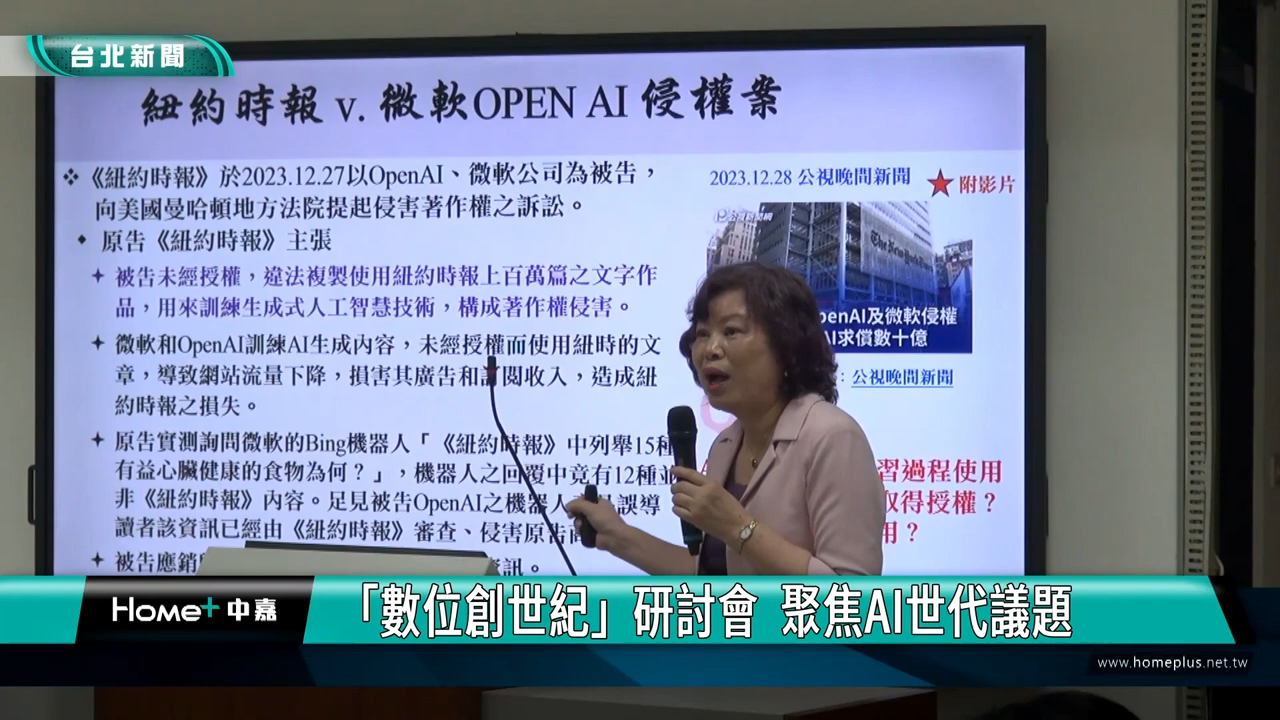 台北新聞
紐約時報 v. 微軟OPEN AI 侵權案
❖《紐約時報》於2023.12.27以OpenAI、微軟公司為被告，
向美國曼哈頓地方法院提起侵害著作權之訴訟。
原告《紐約時報》主張
被告未經授權，違法複製使用紐約時報上百萬篇之文字作
品，用來訓練生成式人工智慧技術，構成著作權侵害。
微軟和OpenAI訓練AI生成內容，未經授權而使用紐時的文
章，導致網站流量下降，損害其廣告和訂閱收入，造成紐
約時報之損失。
原告實測詢問微軟的Bing機器人「《紐約時報》中列舉15種
有益心臟健康的食物為何？」，機器人之回覆中竟有12種並
非《紐約時報》內容。足見被告OpenAI之機器人 誤導
讀者該資訊已經由《紐約時報》審查、侵害原告
被告應銷 資訊。
2023.12.28 公視晚間新聞 ★ 附影片
公視新聞網
The New York Times
OpenAI及微軟侵權
AI求償數十億
：公視晚間新聞
習過程使用
取得授權？
用？
Home+ 中嘉
「數位創世紀」研討會 聚焦AI世代議題
www.homeplus.net.tw